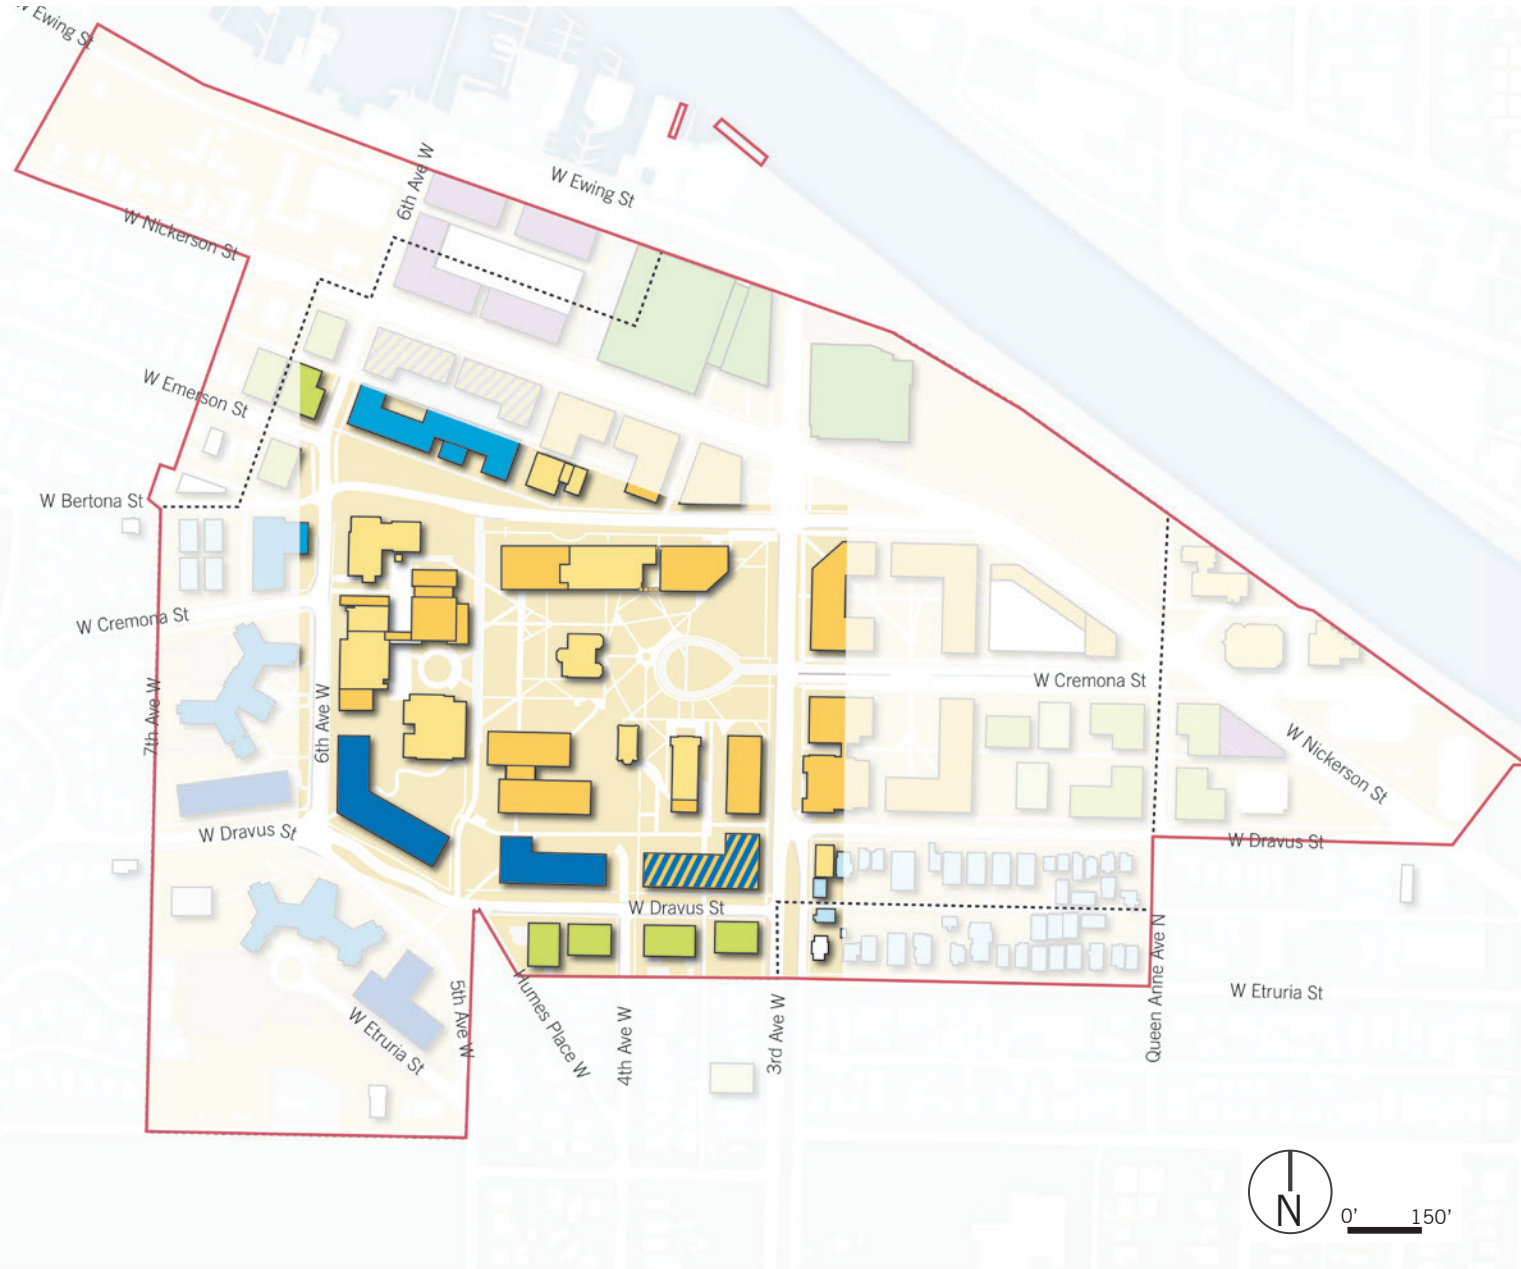 W Ewing St
6th Ave W
W Ewing St
W Nickerson St
W Emerson St
W Bertona St
W Cremona St
W Cremona St
7th Ave W
6th Ave W
W Nickerson St
W Dravus St
W Dravus St
W Dravus St
Queen Anne Ave N
W Etruria St
5th Ave W
Humes Place W
W Etruria St
4th Ave W
3rd Ave W
N
0' 150'